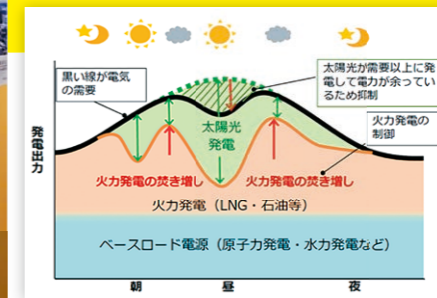 黒い線が電気
の需要
太陽光が需要以上に発
電して電力が余ってい
るため抑制
火力発電の
制御
発電出力
太陽光
発電
火力発電の焚き増し
火力発電の焚き増し
火力発電（LNG・石油等）
ベースロード電源（原子力発電・水力発電など）
朝
昼
夜